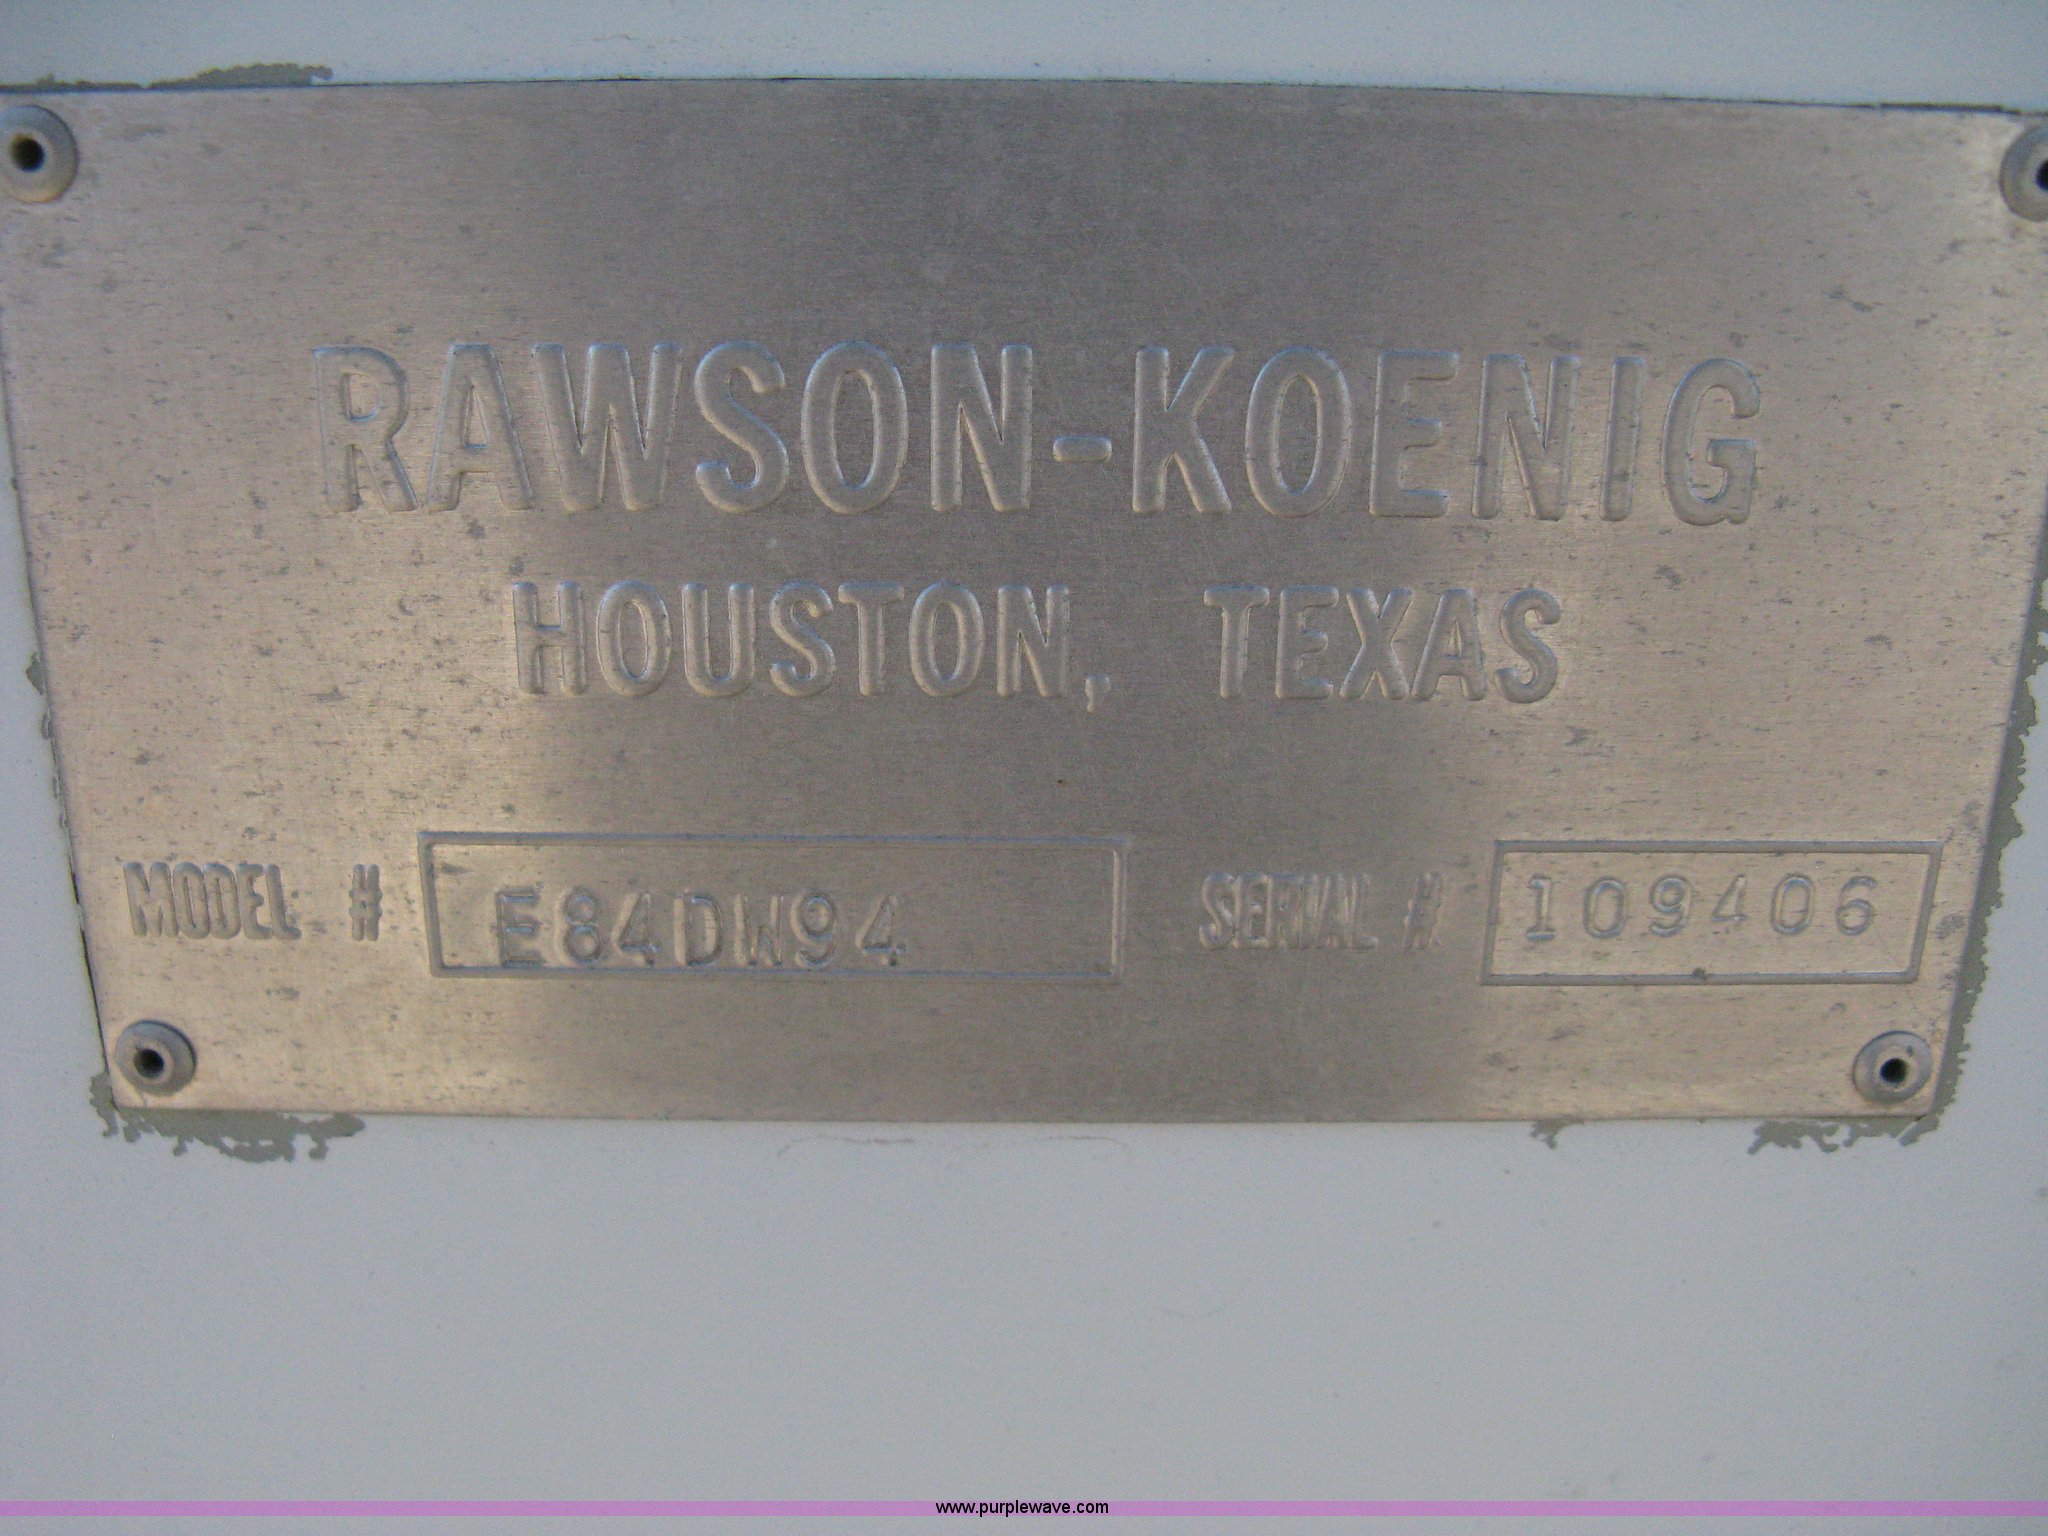 RAWSON-KOENIG
HOUSTON, TEXAS
MODEL # E84DW94 SERIAL # 109406
www.purplewave.com